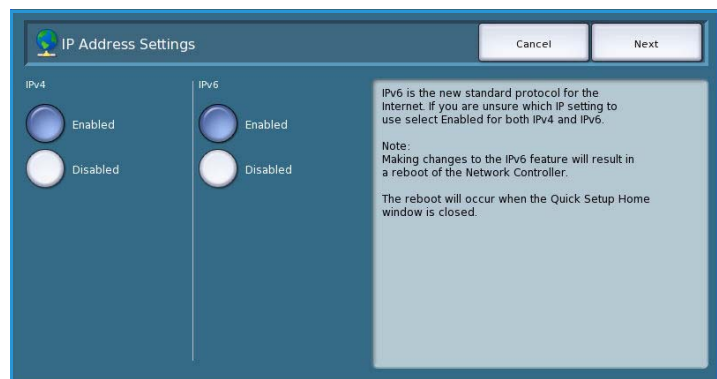 IP Address Settings
Cancel
Next
IPv4
Enabled
Disabled
IPv6
Enabled
Disabled
IPv6 is the new standard protocol for the
Internet. If you are unsure which IP setting to
use select Enabled for both IPv4 and IPv6.
Note:
Making changes to the IPv6 feature will result in
a reboot of the Network Controller.
The reboot will occur when the Quick Setup Home
window is closed.